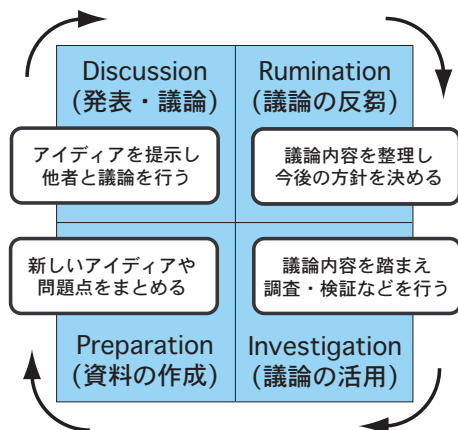 Discussion
(発表・議論)
アイディアを提示し
他者と議論を行う
Rumination
(議論の反芻)
議論内容を整理し
今後の方針を決める
新しいアイディアや
問題点をまとめる
Preparation
(資料の作成)
議論内容を踏まえ
調査・検証などを行う
Investigation
(議論の活用)